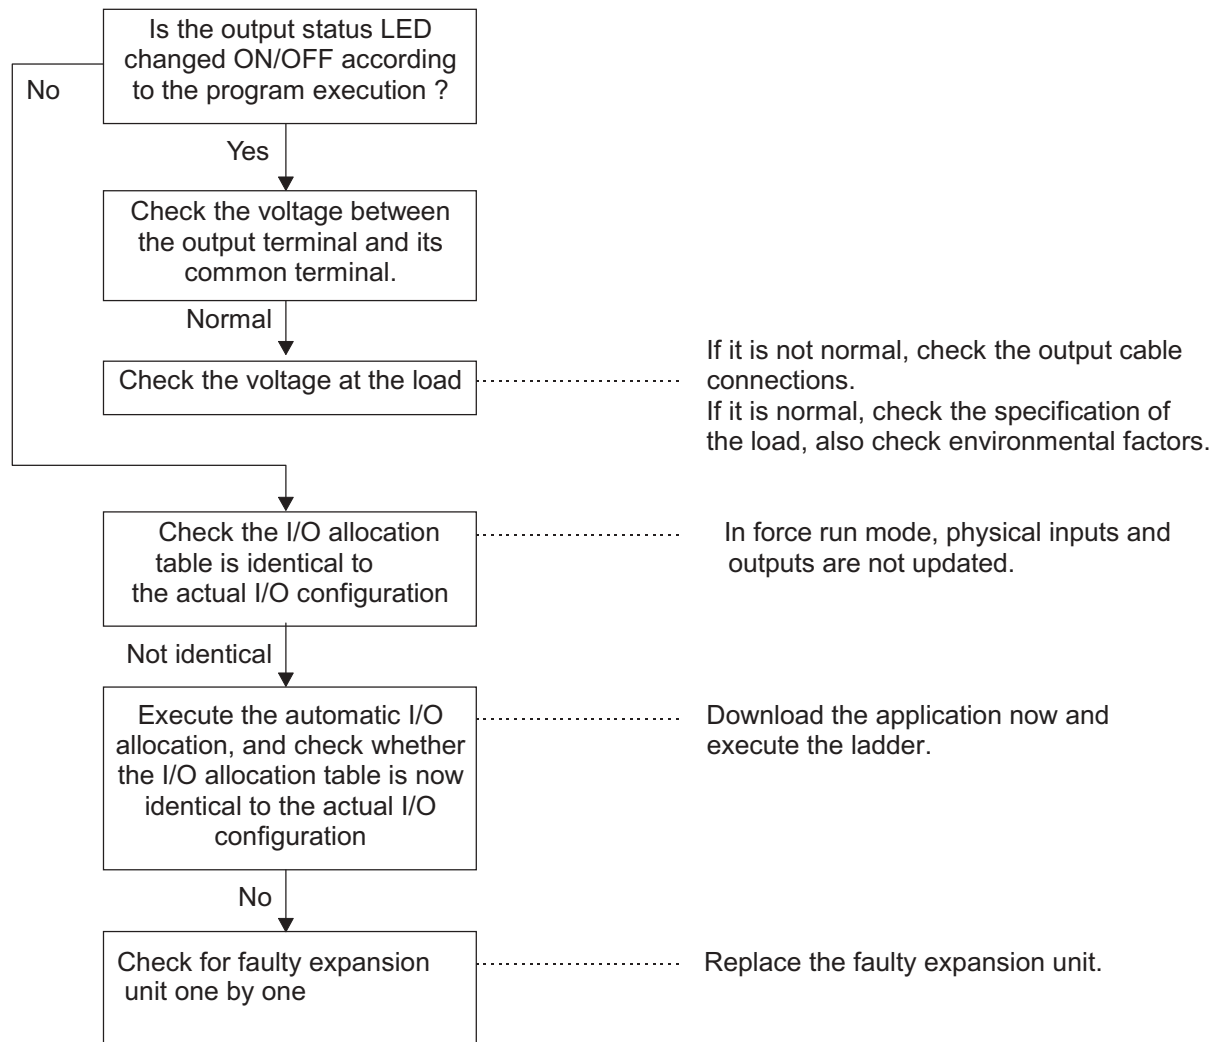 Is the output status LED
changed ON/OFF according
to the program execution ?
No
Yes
Check the voltage between
the output terminal and its
common terminal.
Normal
Check the voltage at the load
If it is not normal, check the output cable
connections.
If it is normal, check the specification of
the load, also check environmental factors.
Check the I/O allocation
table is identical to
the actual I/O configuration
In force run mode, physical inputs and
outputs are not updated.
Not identical
Execute the automatic I/O
allocation, and check whether
the I/O allocation table is now
identical to the actual I/O
configuration
Download the application now and
execute the ladder.
No
Check for faulty expansion
unit one by one
Replace the faulty expansion unit.